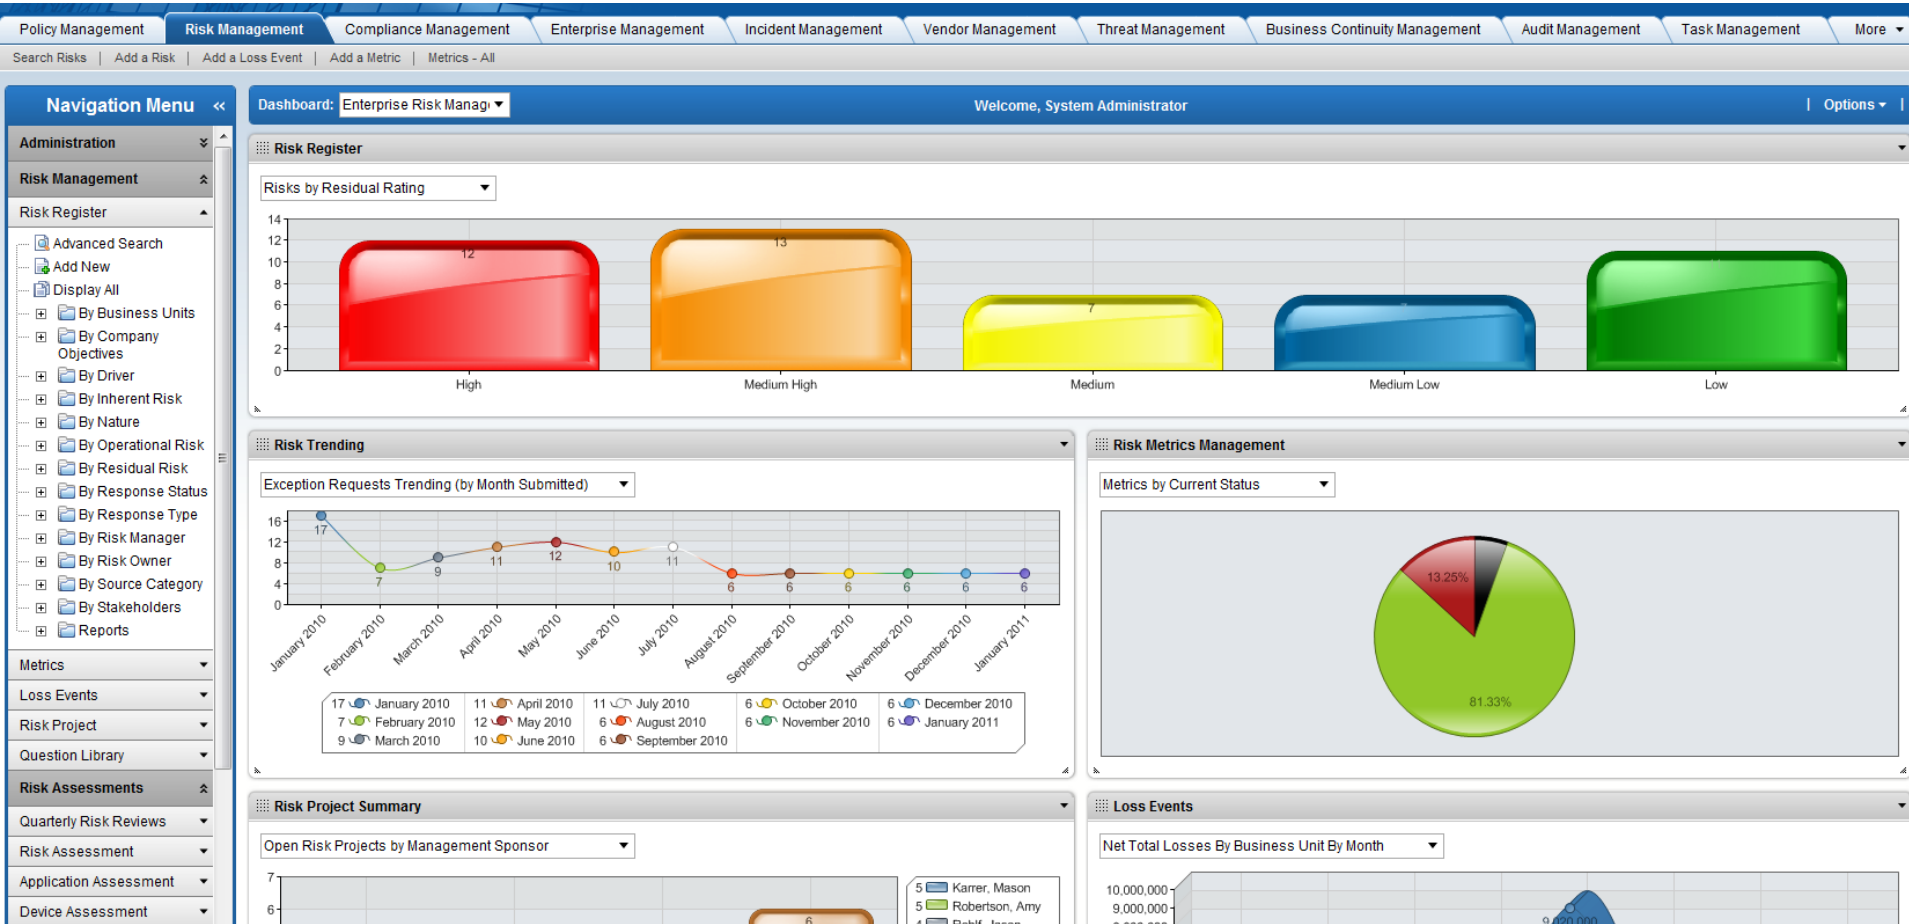 Policy Management Risk Management Compliance Management Enterprise Management Incident Management Vendor Management Threat Management Business Continuity Management Audit Management Task Management More
Search Risks | Add a Risk | Add a Loss Event | Add a Metric | Metrics - All
Navigation Menu «
Dashboard: Enterprise Risk Manag
Welcome, System Administrator
| Options |
Administration
Risk Management
Risk Register
Advanced Search
Add New
Display All
By Business Units
By Company
Objectives
By Driver
By Inherent Risk
By Nature
By Operational Risk
By Residual Risk
By Response Status
By Response Type
By Risk Manager
By Risk Owner
By Source Category
By Stakeholders
Reports
Metrics
Loss Events
Risk Project
Question Library
Risk Assessments
Quarterly Risk Reviews
Risk Assessment
Application Assessment
Device Assessment
Risk Register
Risks by Residual Rating
14
12
10
8
6
4
2
0
12
13
7
7
High
Medium High
Medium
Medium Low
Low
Risk Trending
Exception Requests Trending (by Month Submitted)
16
12
8
4
0
17
7
9
11
12
10
11
6
6
6
6
6
6
January 2010
February 2010
March 2010
April 2010
May 2010
June 2010
July 2010
August 2010
September 2010
October 2010
November 2010
December 2010
January 2011
17 January 2010 11 April 2010 11 July 2010 6 October 2010 6 December 2010
7 February 2010 12 May 2010 6 August 2010 6 November 2010 6 January 2011
9 March 2010 10 June 2010 6 September 2010
Risk Metrics Management
Metrics by Current Status
13.25%
81.33%
Risk Project Summary
Open Risk Projects by Management Sponsor
7
6
6
5 Karrer, Mason
5 Robertson, Amy
Loss Events
Net Total Losses By Business Unit By Month
10,000,000
9,000,000
9,020,000